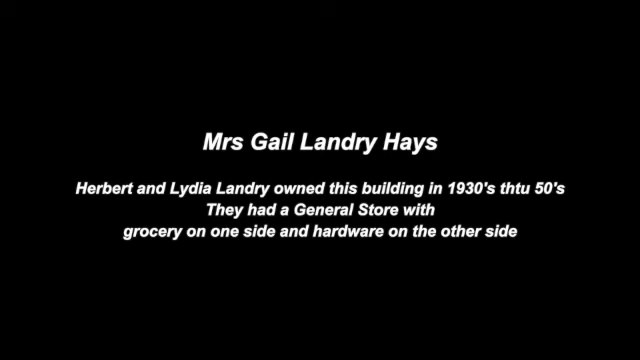 Mrs Gail Landry Hays
Herbert and Lydia Landry owned this building in 1930's thtu 50's
They had a General Store with
grocery on one side and hardware on the other side